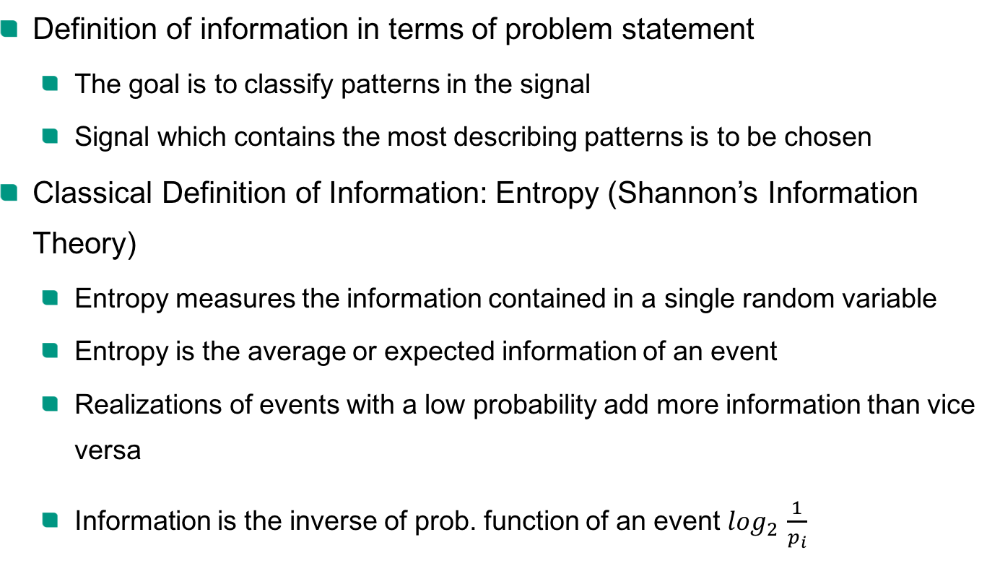 Definition of information in terms of problem statement
The goal is to classify patterns in the signal
Signal which contains the most describing patterns is to be chosen
Classical Definition of Information: Entropy (Shannon’s Information
Theory)
Entropy measures the information contained in a single random variable
Entropy is the average or expected information of an event
Realizations of events with a low probability add more information than vice
versa
Information is the inverse of prob. function of an event log₂ 1/pᵢ